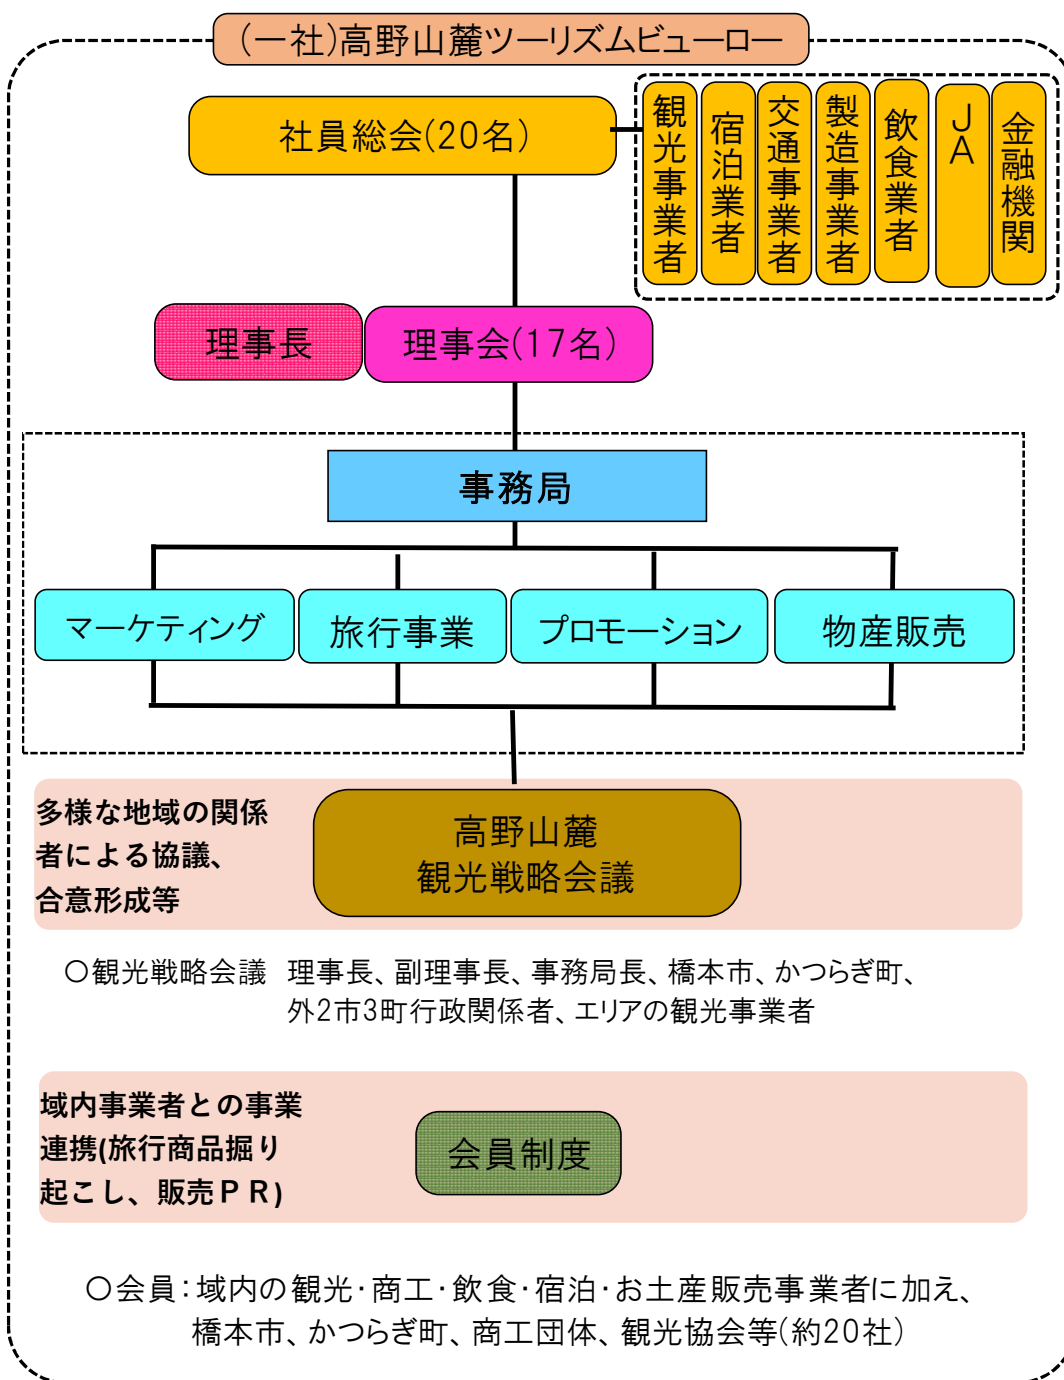 (一社)高野山麓ツーリズムビューロー
社員総会(20名)
観光事業者
宿泊業者
交通事業者
製造事業者
飲食業者
JA
金融機関
理事長
理事会(17名)
事務局
マーケティング
旅行事業
プロモーション
物産販売
多様な地域の関係
者による協議、
合意形成等
高野山麓
観光戦略会議
〇観光戦略会議 理事長、副理事長、事務局長、橋本市、かつらぎ町、
外2市3町行政関係者、エリアの観光事業者
域内事業者との事業
連携(旅行商品掘り
起こし、販売ＰＲ)
会員制度
〇会員：域内の観光・商工・飲食・宿泊・お土産販売事業者に加え、
橋本市、かつらぎ町、商工団体、観光協会等(約20社)